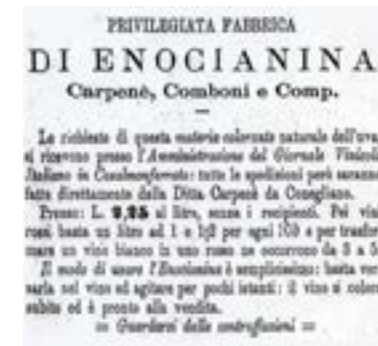 PRIVILEGIATA FABBRICA
DI ENOCIANINA
Carpenè, Comboni e Comp.
Le richieste di questa materia colorante naturale dell'uva,
si ricevono presso l'Amministrazione del Giornale Vinicolo
Italiano in Casalmonferrato: tutte le spedizioni però saranno
fatte direttamente dalla Ditta Carpenè da Conegliano.
Prezzo: L. 2,25 al litro, senza i recipienti. Pei vini
rossi basta un litro ad 1 e 1/2 per ogni 100 e per trasfor
mare un vino bianco in uno rosso ne occorrono da 3 a 5
Il modo di usare l'Enocianina è semplicissimo: basta ver
sarla nel vino ed agitare per pochi istanti: il vino si colora
subito ed è pronto alla vendita.
= Guardarsi dalle contraffazioni =